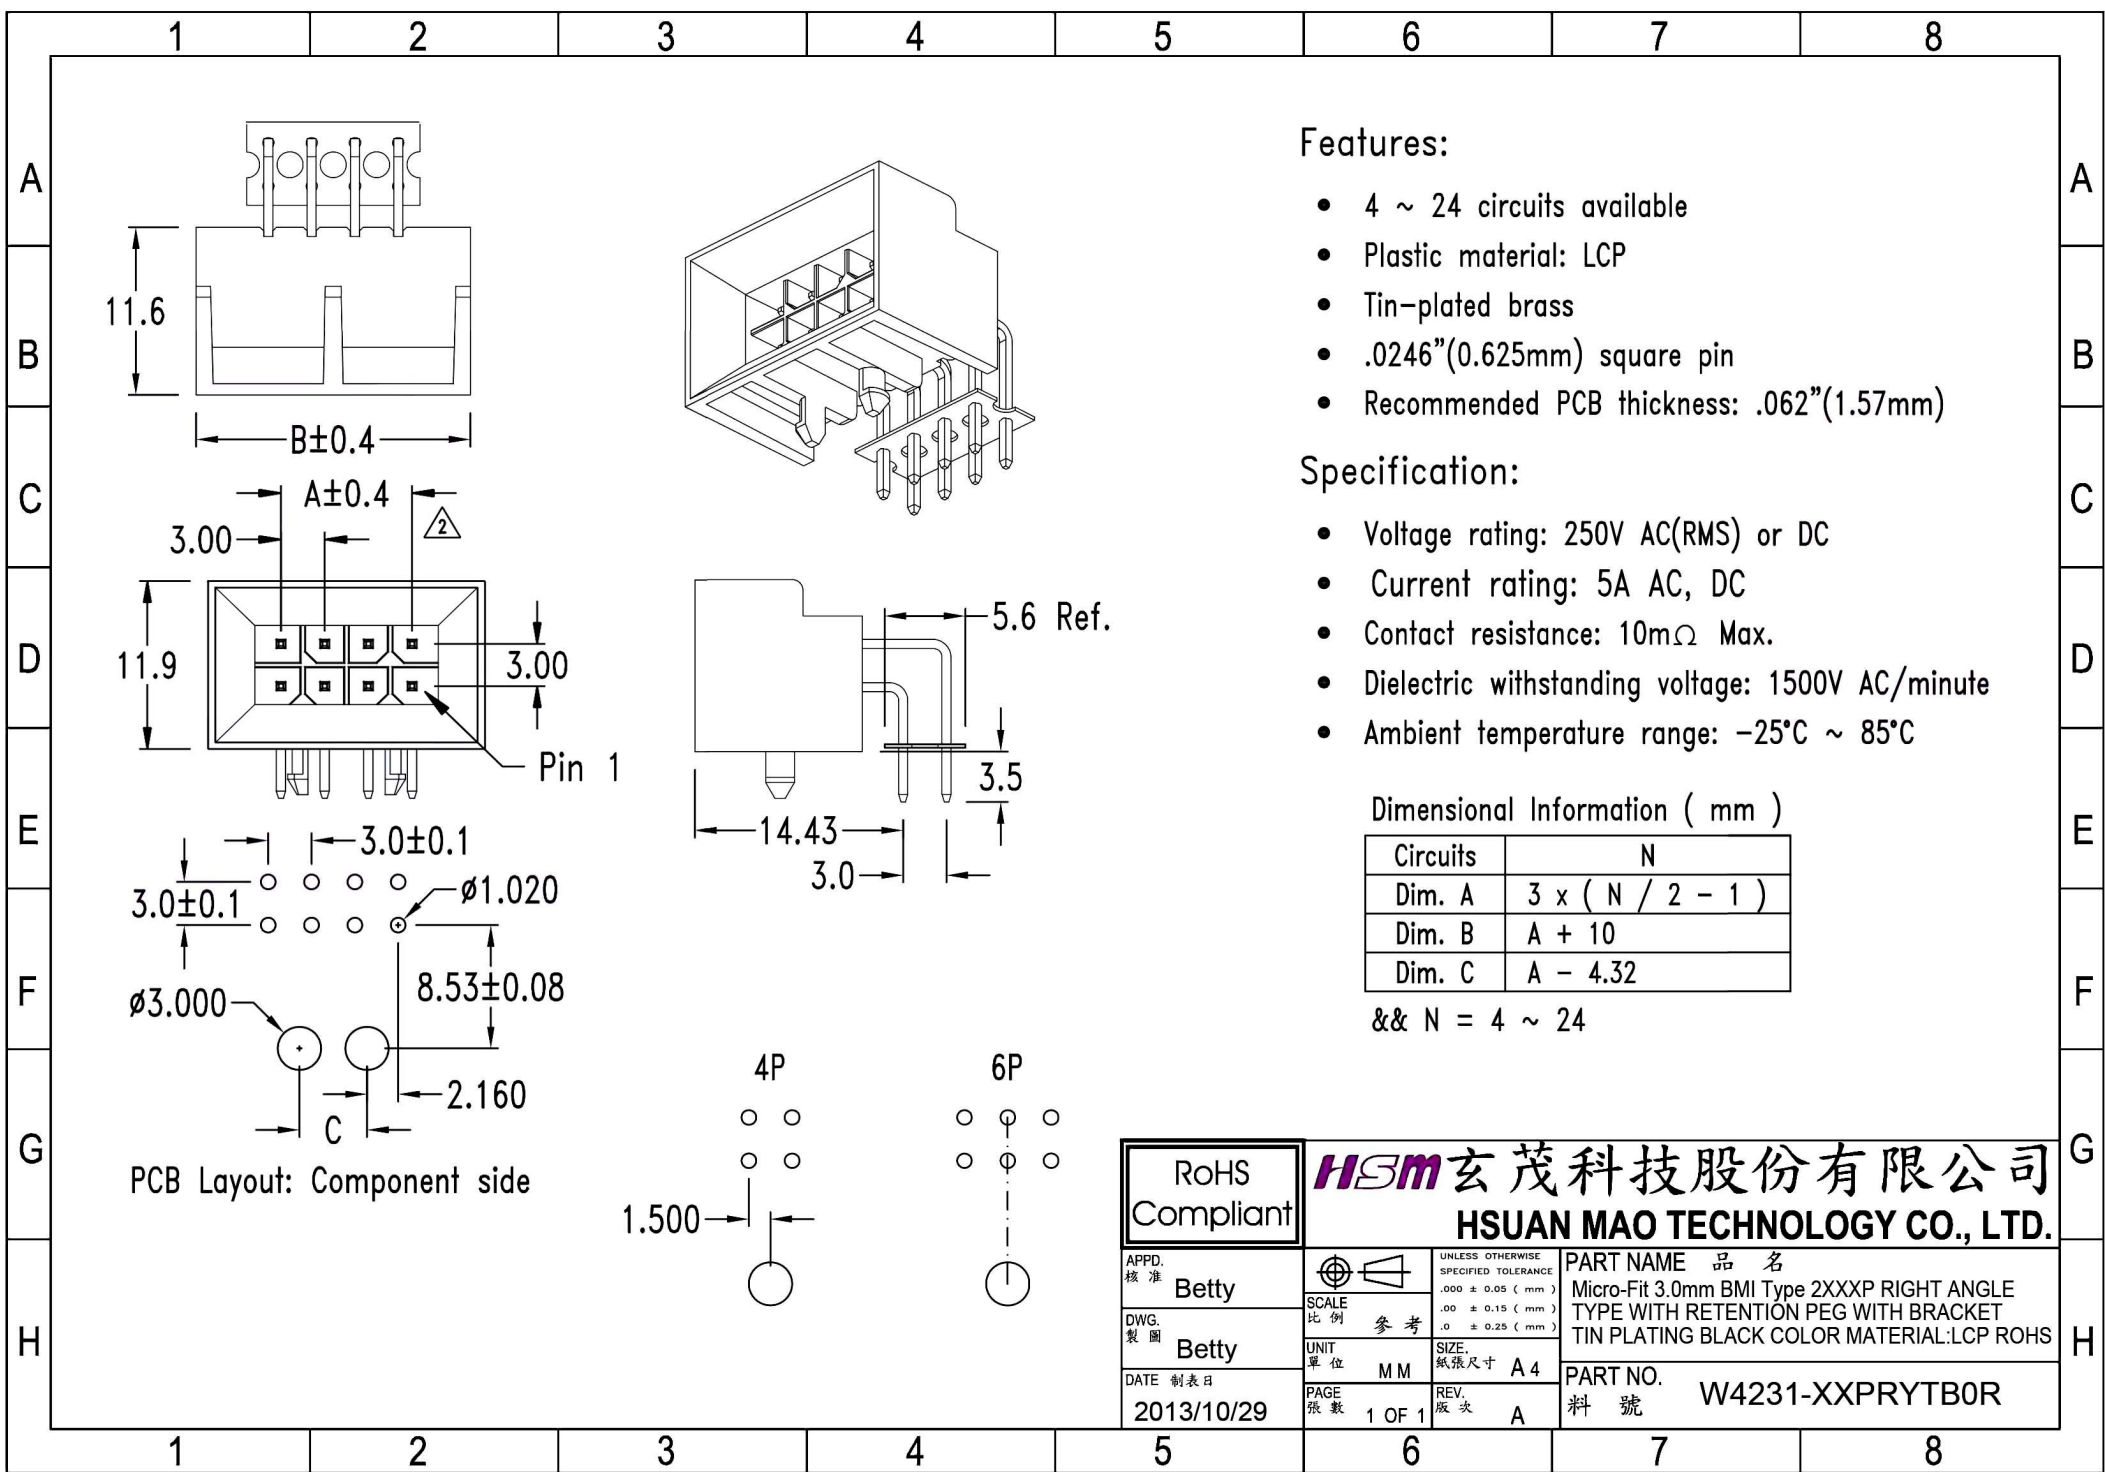 1 2 3 4 5 6 7 8
A A
B B
C C
D D
E E
F F
G G
H H
11.6
B±0.4
A±0.4
2
3.00
11.9
3.00
Pin 1
3.0±0.1
3.0±0.1
ø1.020
8.53±0.08
ø3.000
2.160
C
PCB Layout: Component side
5.6 Ref.
3.5
14.43
3.0
4P
6P
1.500
Features:
• 4 ~ 24 circuits available
• Plastic material: LCP
• Tin-plated brass
• .0246”(0.625mm) square pin
• Recommended PCB thickness: .062”(1.57mm)
Specification:
• Voltage rating: 250V AC(RMS) or DC
• Current rating: 5A AC, DC
• Contact resistance: 10mΩ Max.
• Dielectric withstanding voltage: 1500V AC/minute
• Ambient temperature range: -25°C ~ 85°C
Dimensional Information ( mm )
Circuits N
Dim. A 3 x ( N / 2 - 1 )
Dim. B A + 10
Dim. C A - 4.32
&& N = 4 ~ 24
RoHS
Compliant
HSM 玄茂科技股份有限公司
HSUAN MAO TECHNOLOGY CO., LTD.
APPD.
核准 Betty
DWG.
製圖 Betty
DATE 制表日
2013/10/29
SCALE
比例 參考
UNIT
單位 MM
PAGE
張數 1 OF 1
UNLESS OTHERWISE
SPECIFIED TOLERANCE
.000 ± 0.05 ( mm )
.00 ± 0.15 ( mm )
.0 ± 0.25 ( mm )
SIZE.
紙張尺寸 A4
REV.
版次 A
PART NAME 品名
Micro-Fit 3.0mm BMI Type 2XXXP RIGHT ANGLE
TYPE WITH RETENTION PEG WITH BRACKET
TIN PLATING BLACK COLOR MATERIAL:LCP ROHS
PART NO.
料號 W4231-XXPRYTB0R
1 2 3 4 5 6 7 8